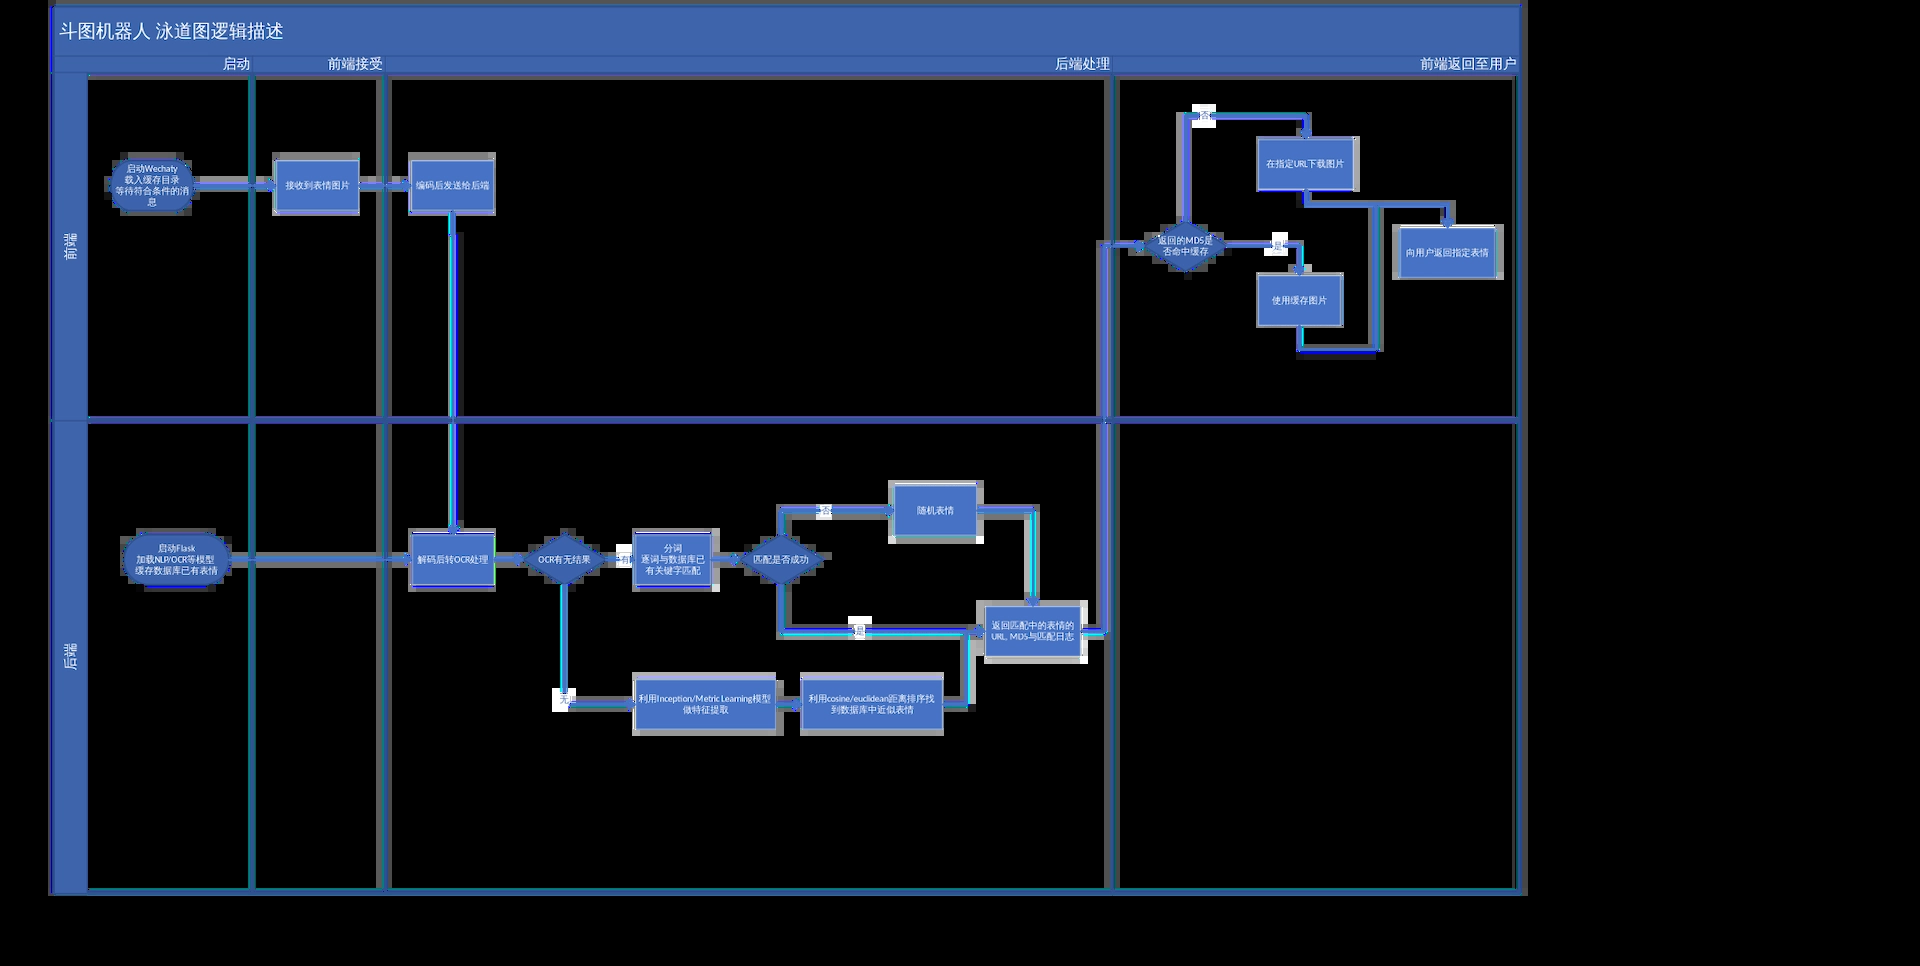 斗图机器人 泳道图逻辑描述
启动
前端接受
后端处理
前端返回至用户
前端
启动Wechaty
载入缓存目录
等待符合条件的消
息
接收到表情图片
编码后发送给后端
返回的MD5是
否命中缓存
否
在指定URL下载图片
是
使用缓存图片
向用户返回指定表情
后端
启动Flask
加载NLP/OCR等模型
缓存数据库已有表情
解码后转OCR处理
OCR有无结果
有
分词
逐词与数据库已
有关键字匹配
匹配是否成功
否
随机表情
是
返回匹配中的表情的
URL, MD5与匹配日志
无
利用Inception/Metric Learning模型
做特征提取
利用cosine/euclidean距离排序找
到数据库中近似表情